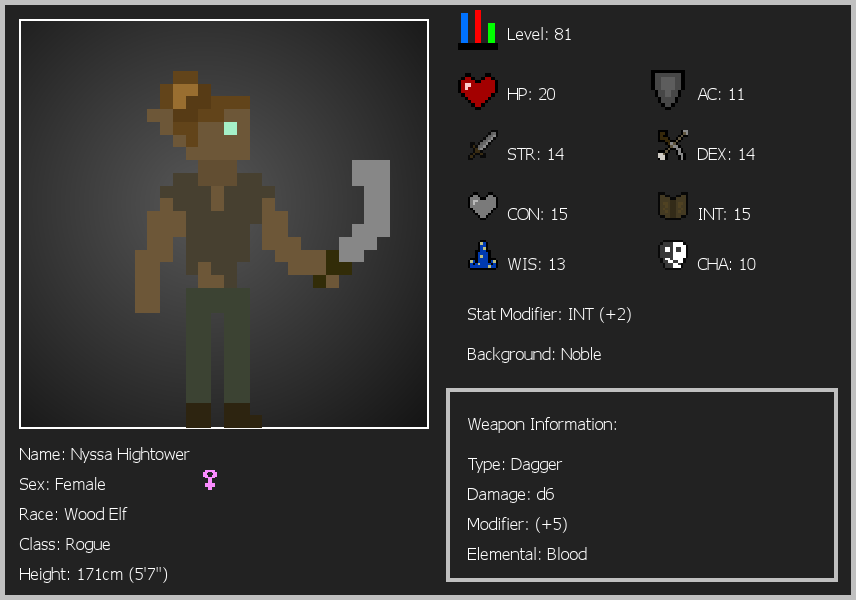 Level: 81
HP: 20
AC: 11
STR: 14
DEX: 14
CON: 15
INT: 15
WIS: 13
CHA: 10
Stat Modifier: INT (+2)
Background: Noble
Weapon Information:
Type: Dagger
Damage: d6
Modifier: (+5)
Elemental: Blood
Name: Nyssa Hightower
Sex: Female
Race: Wood Elf
Class: Rogue
Height: 171cm (5'7")